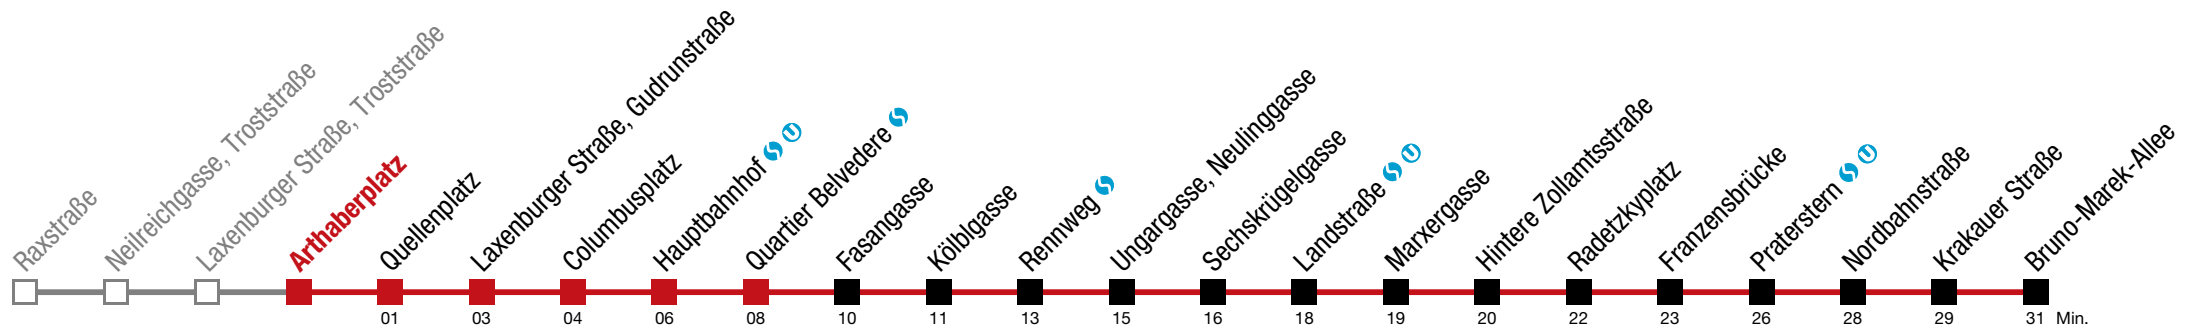 Raxstraße
Neilreichgasse, Troststraße
Laxenburger Straße, Troststraße
Arthaberplatz
Quellenplatz
Laxenburger Straße, Gudrunstraße
Columbusplatz
Hauptbahnhof S U
Quartier Belvedere S
Fasangasse
Kölblgasse
Rennweg S
Ungargasse, Neulinggasse
Sechskrügelgasse
Landstraße S U
Marxergasse
Hintere Zollamtsstraße
Radetzkyplatz
Franzensbrücke
Praterstern S U
Nordbahnstraße
Krakauer Straße
Bruno-Marek-Allee
01 03 04 06 08 10 11 13 15 16 18 19 20 22 23 26 28 29 31 Min.